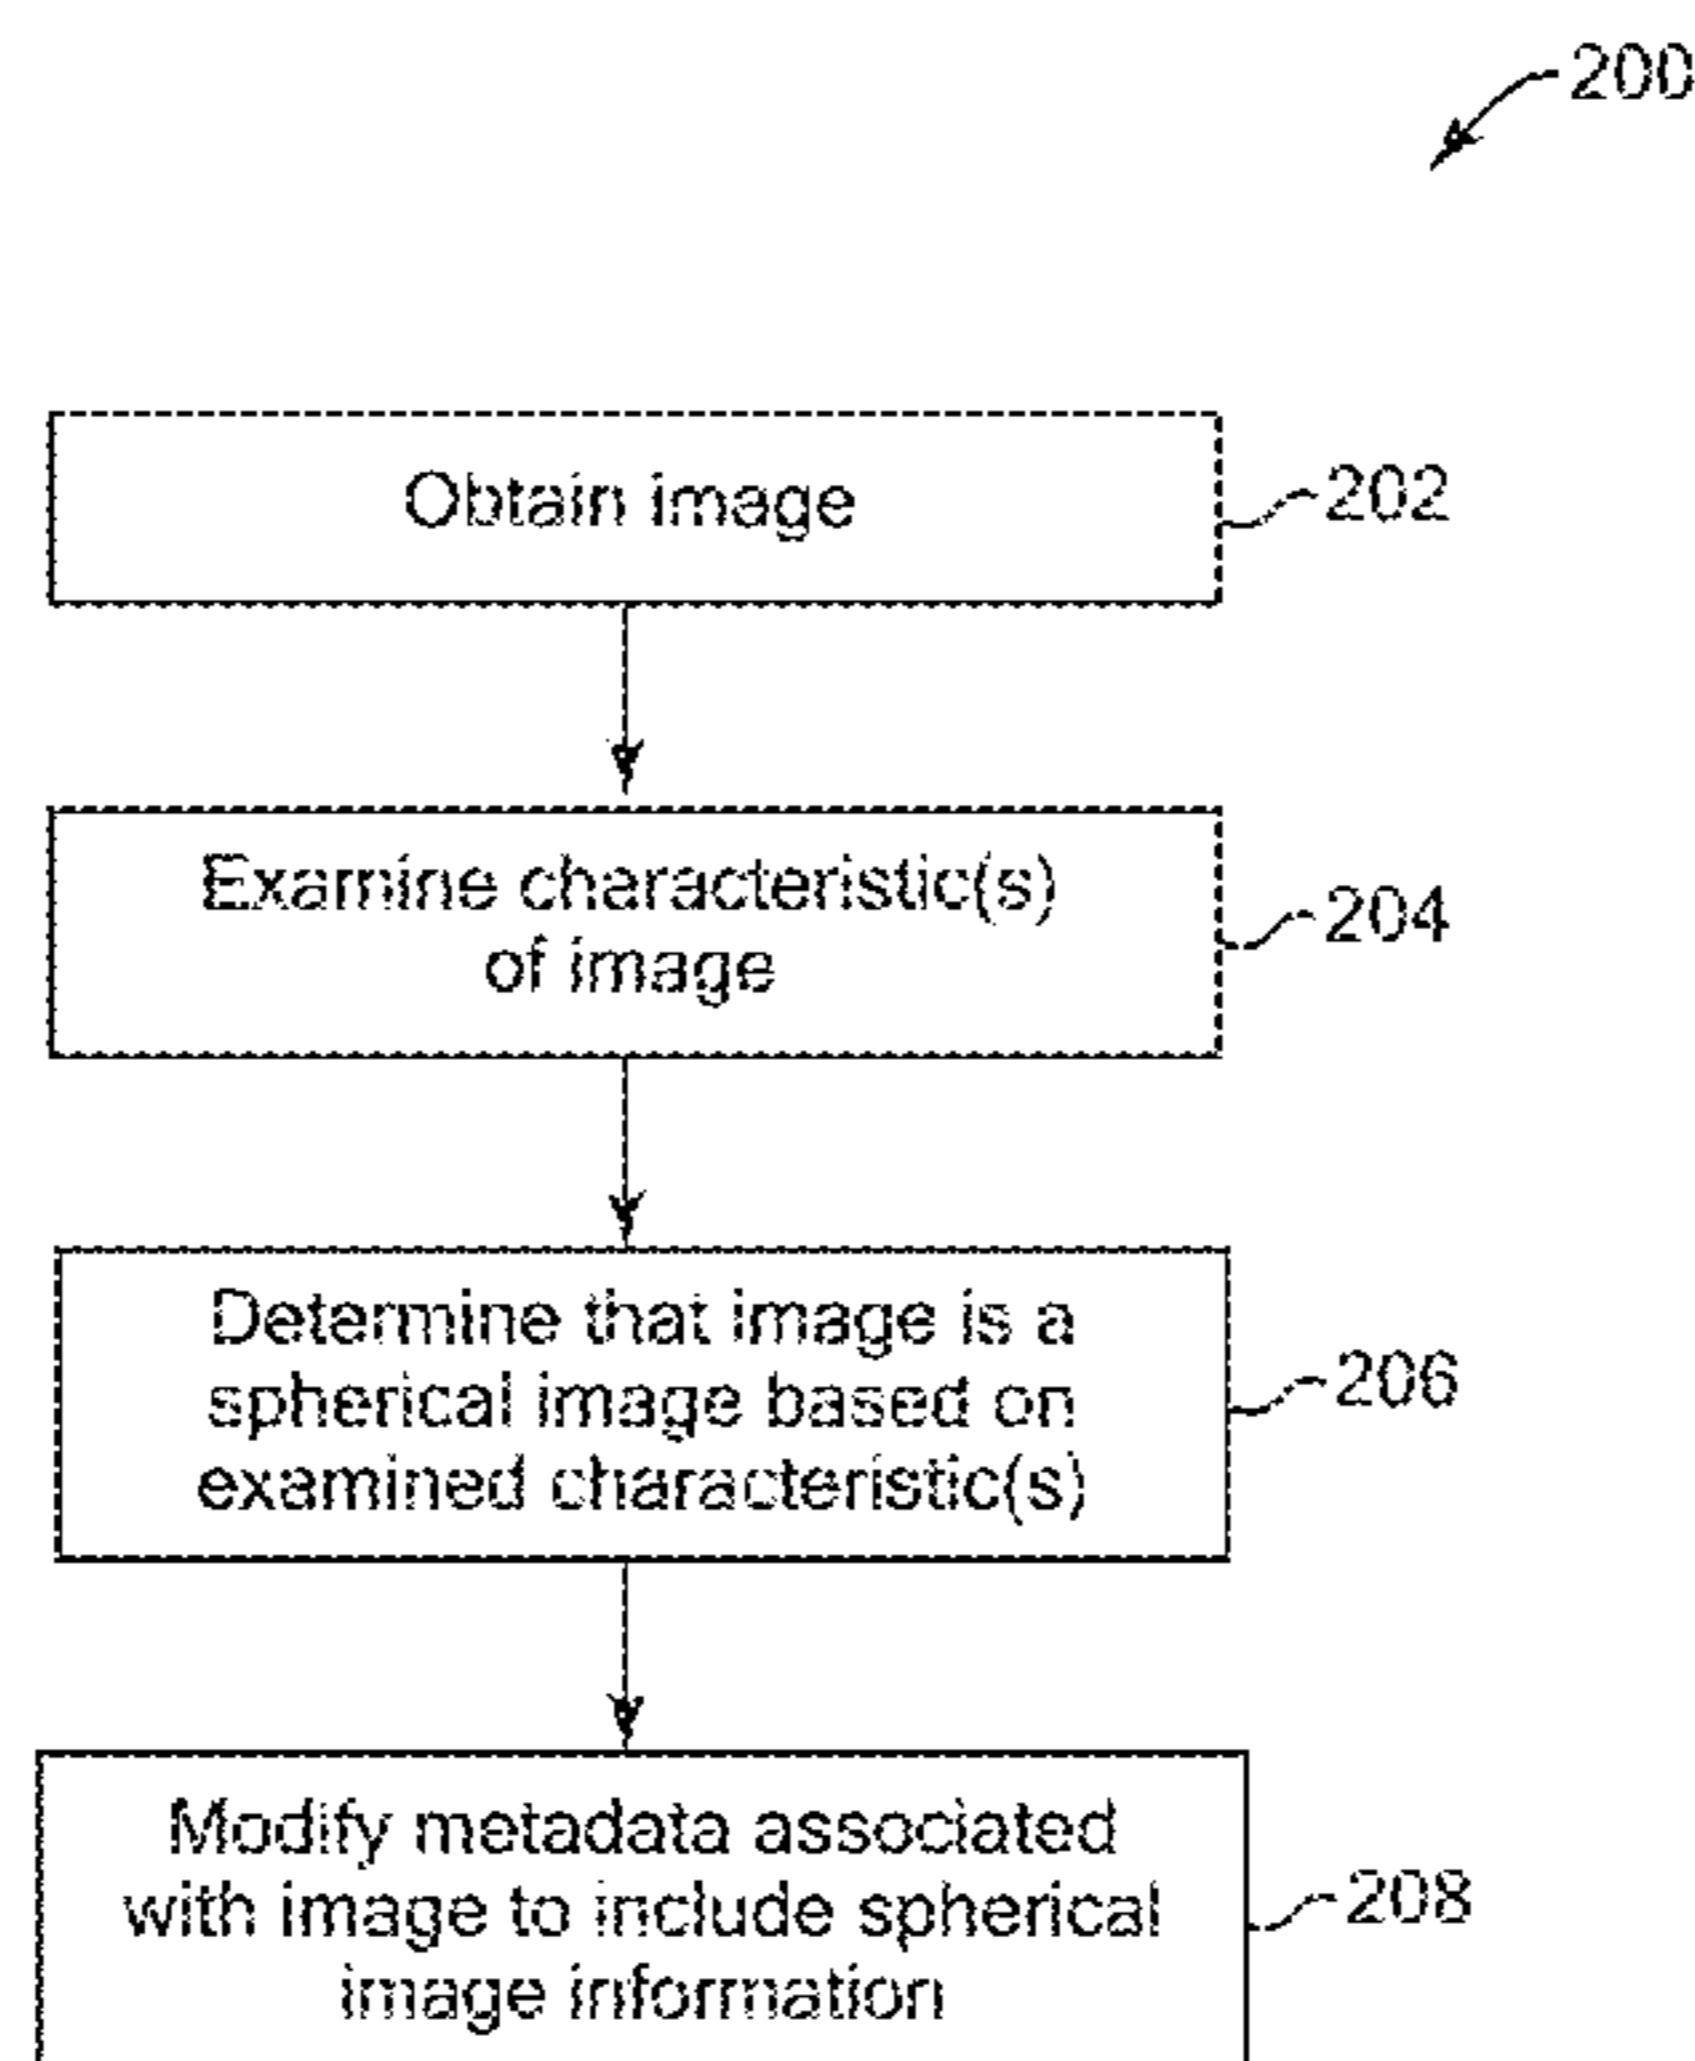 200
Obtain image
202
Examine characteristic(s)
of image
204
Determine that image is a
spherical image based on
examined characteristic(s)
206
Modify metadata associated
with image to include spherical
image information
208